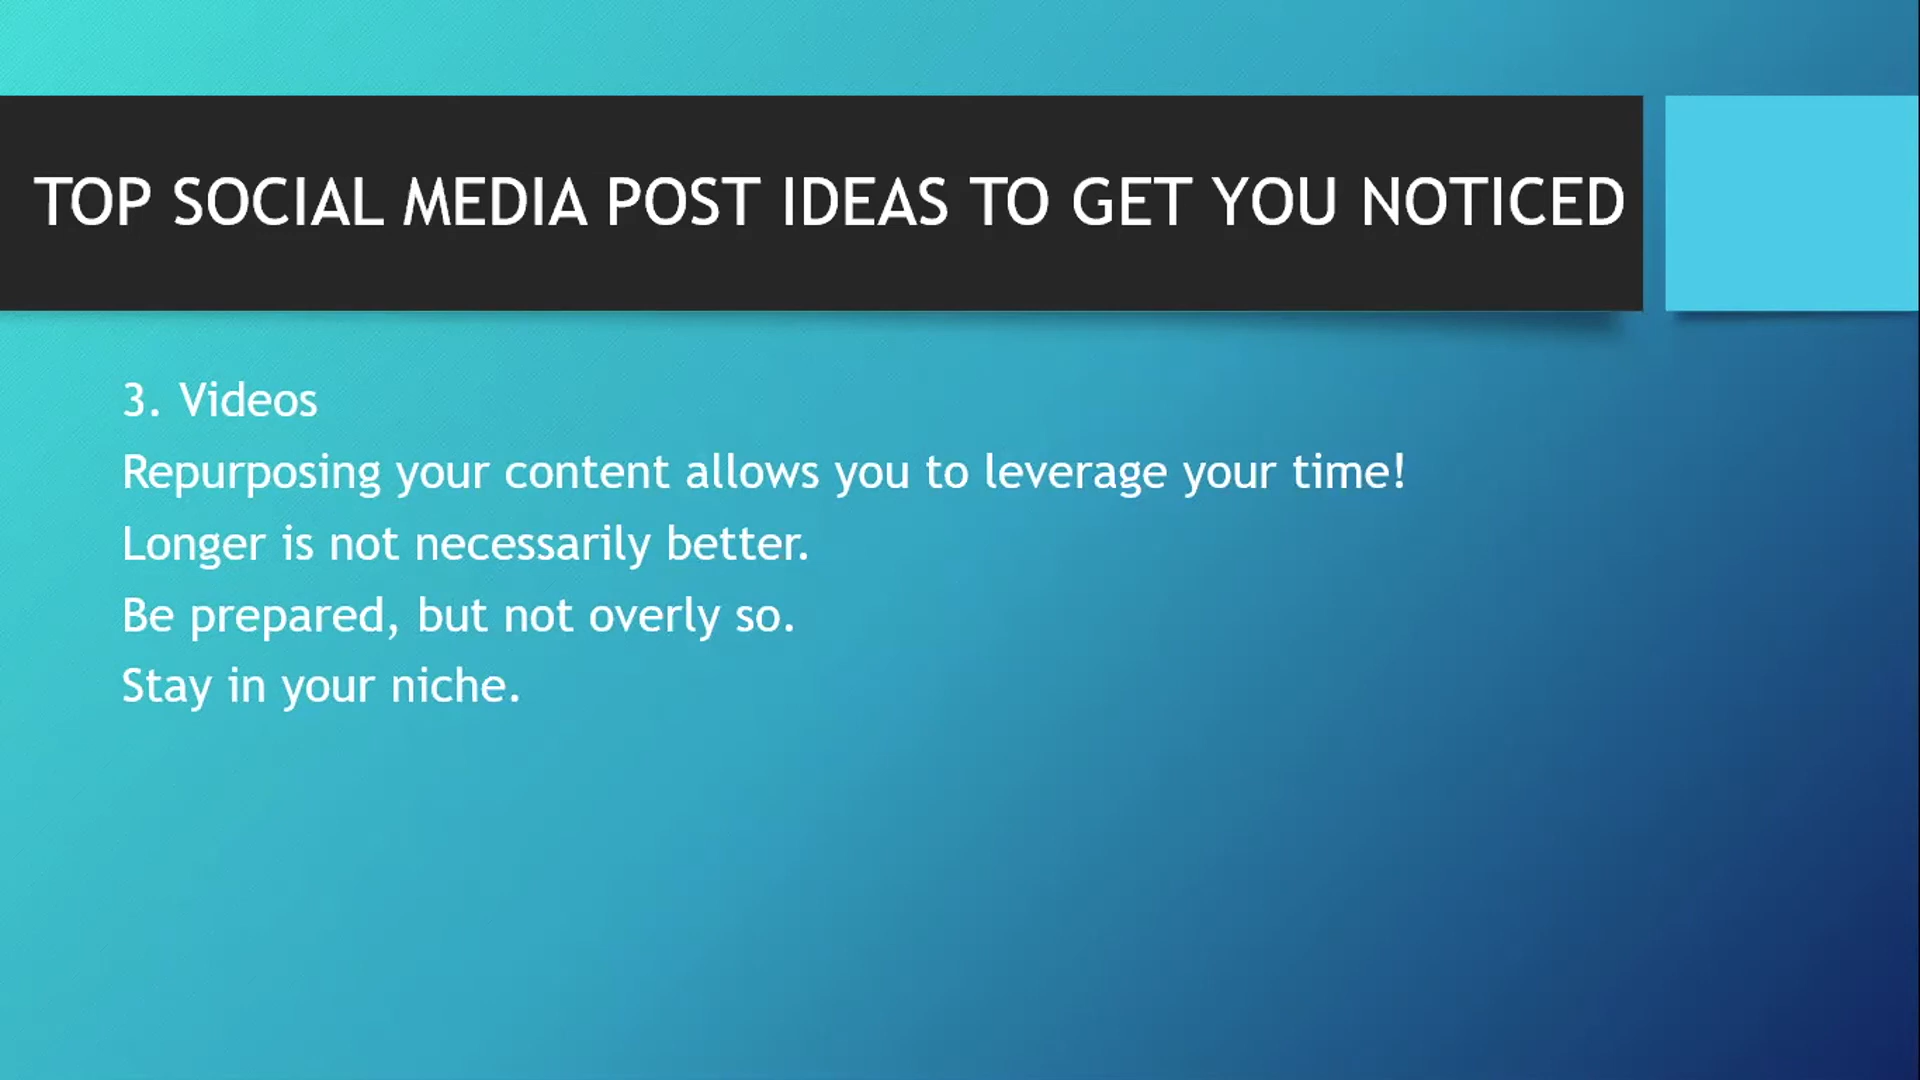 TOP SOCIAL MEDIA POST IDEAS TO GET YOU NOTICED
3. Videos
Repurposing your content allows you to leverage your time!
Longer is not necessarily better.
Be prepared, but not overly so.
Stay in your niche.